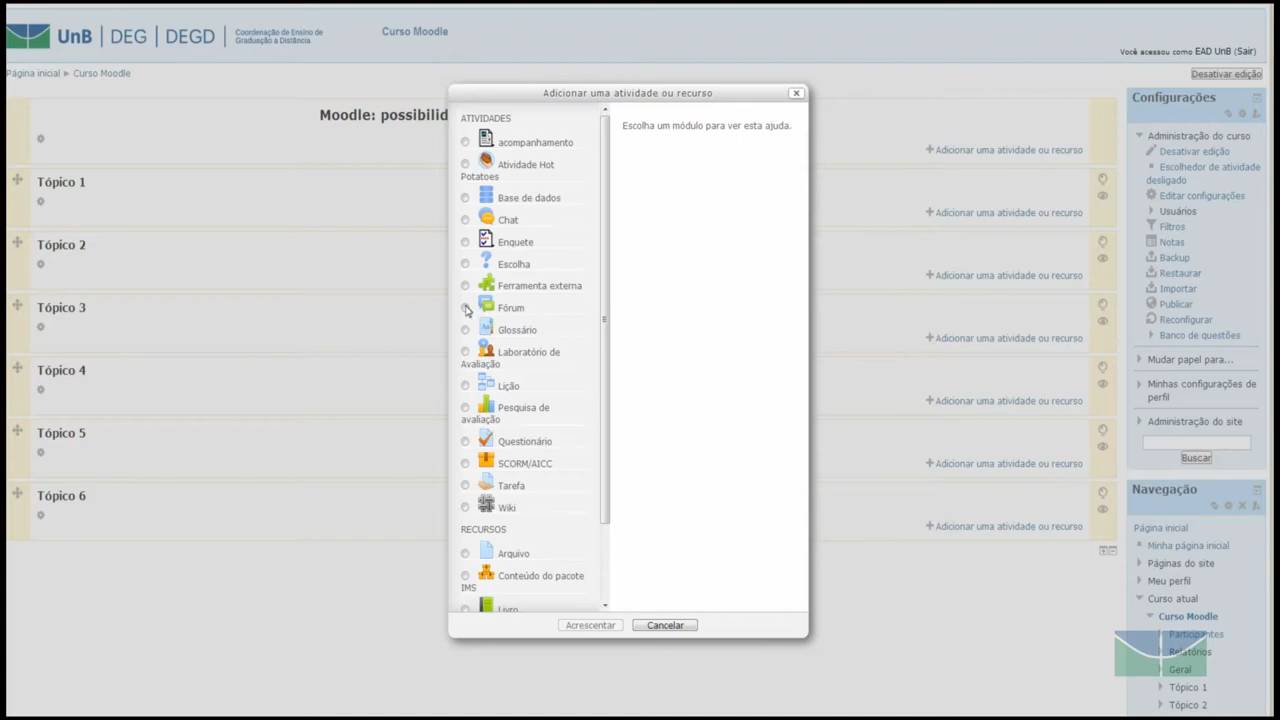 UnB | DEG | DEGD
Coordenação de Ensino de
Graduação a Distância
Curso Moodle
Você acessou como EAD UnB (Sair)
Página inicial ► Curso Moodle
Desativar edição
Moodle: possibilid
Adicionar uma atividade ou recurso
Tópico 1
Adicionar uma atividade ou recurso
Tópico 2
Adicionar uma atividade ou recurso
Tópico 3
Adicionar uma atividade ou recurso
Tópico 4
Adicionar uma atividade ou recurso
Tópico 5
Adicionar uma atividade ou recurso
Tópico 6
Adicionar uma atividade ou recurso
Adicionar uma atividade ou recurso
ATIVIDADES
acompanhamento
Atividade Hot
Potatoes
Base de dados
Chat
Enquete
Escolha
Ferramenta externa
Fórum
Glossário
Laboratório de
Avaliação
Lição
Pesquisa de
avaliação
Questionário
SCORM/AICC
Tarefa
Wiki
RECURSOS
Arquivo
Conteúdo do pacote
IMS
Livro
Escolha um módulo para ver esta ajuda.
Acrescentar
Cancelar
Configurações
Administração do curso
Desativar edição
Escolhedor de atividade
desligado
Editar configurações
Usuários
Filtros
Notas
Backup
Restaurar
Importar
Publicar
Reconfigurar
Banco de questões
Mudar papel para...
Minhas configurações de
perfil
Administração do site
Buscar
Navegação
Página inicial
Minha página inicial
Páginas do site
Meu perfil
Curso atual
Curso Moodle
Participantes
Relatórios
Geral
Tópico 1
Tópico 2